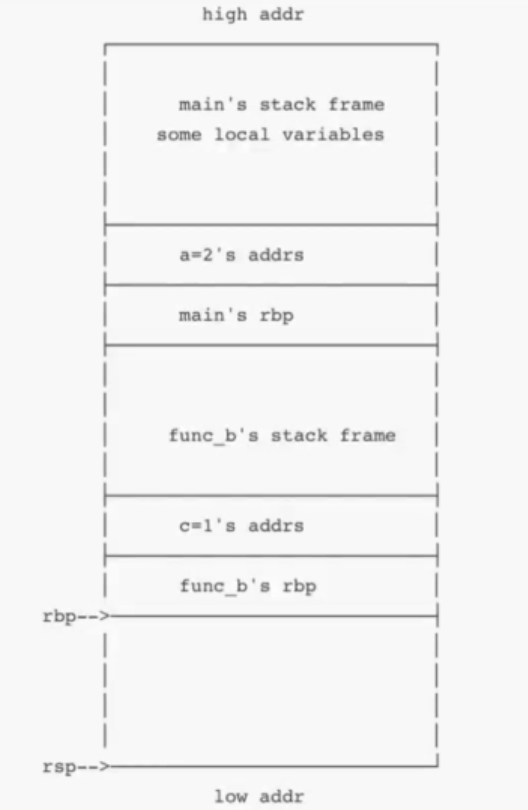 high addr
main's stack frame
some local variables
a=2's addrs
main's rbp
func_b's stack frame
c=1's addrs
func_b's rbp
rbp-->
rsp-->
low addr